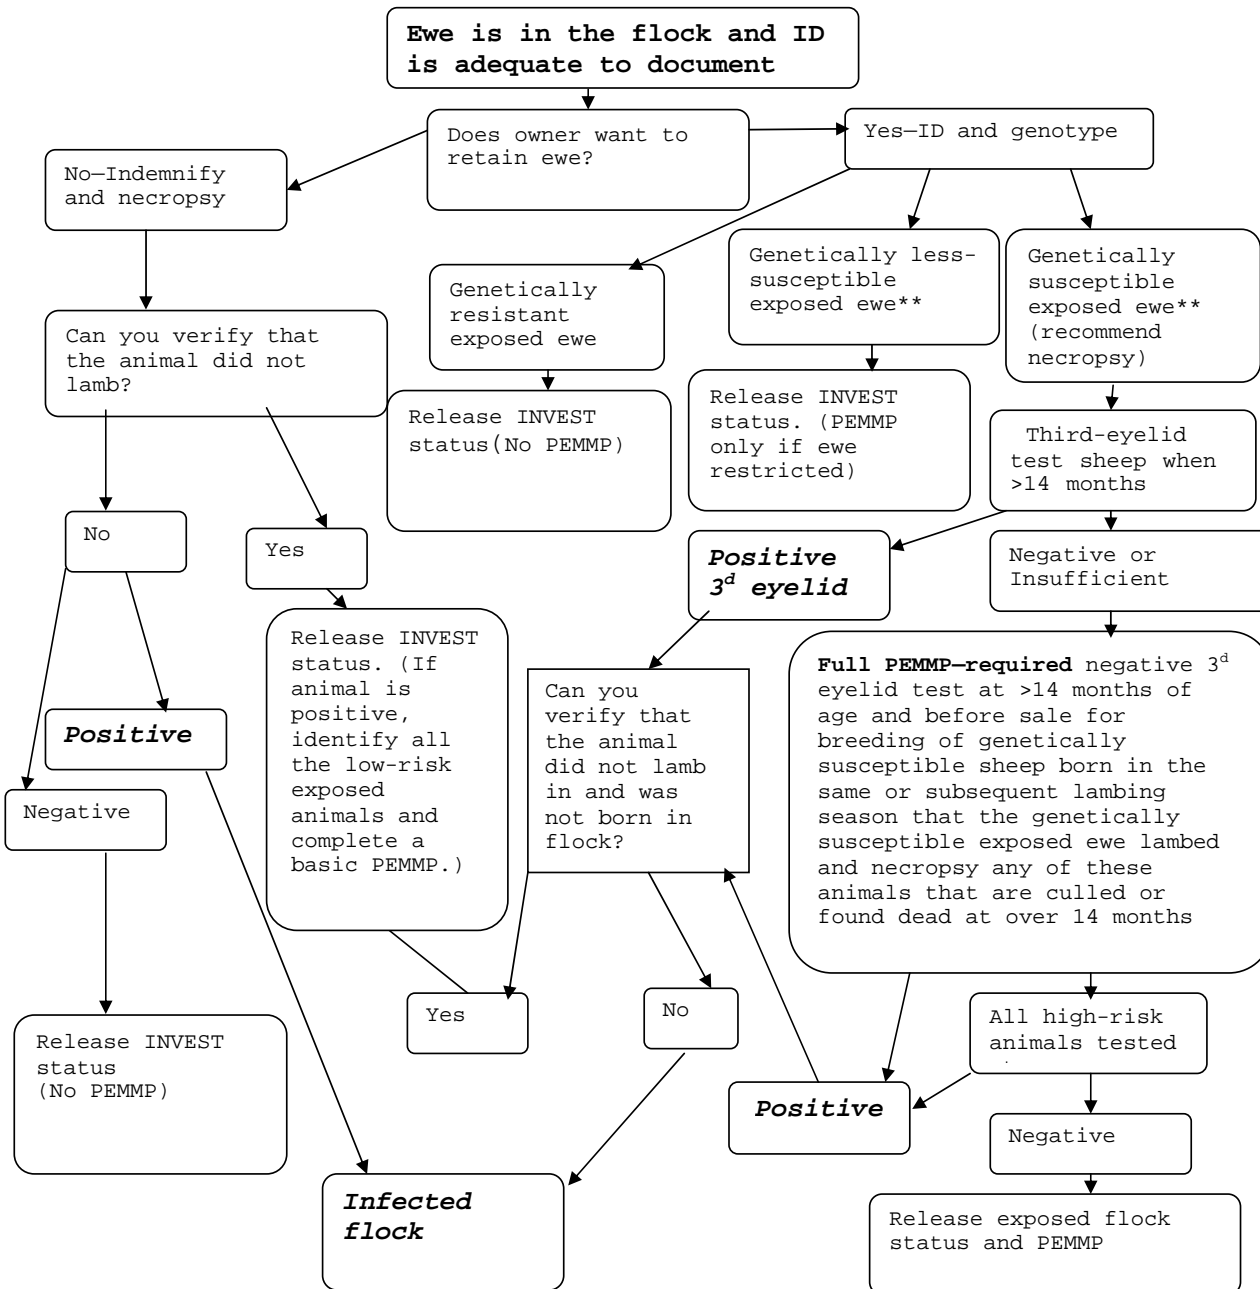 Ewe is in the flock and ID
is adequate to document
Does owner want to
retain ewe?
Yes—ID and genotype
No—Indemnify
and necropsy
Genetically
resistant
exposed ewe
Genetically less-
susceptible
exposed ewe**
Genetically
susceptible
exposed ewe**
(recommend
necropsy)
Can you verify that
the animal did not
lamb?
Release INVEST
status(No PEMMP)
Release INVEST
status. (PEMMP
only if ewe
restricted)
Third-eyelid
test sheep when
>14 months
No
Yes
Positive
3d eyelid
Negative or
Insufficient
Release INVEST
status. (If
animal is
positive,
identify all
the low-risk
exposed
animals and
complete a
basic PEMMP.)
Can you
verify that
the animal
did not lamb
in and was
not born in
flock?
Full PEMMP—required negative 3d
eyelid test at >14 months of
age and before sale for
breeding of genetically
susceptible sheep born in the
same or subsequent lambing
season that the genetically
susceptible exposed ewe lambed
and necropsy any of these
animals that are culled or
found dead at over 14 months
Positive
Negative
Yes
No
All high-risk
animals tested
Release INVEST
status
(No PEMMP)
Positive
Negative
Infected
flock
Release exposed flock
status and PEMMP